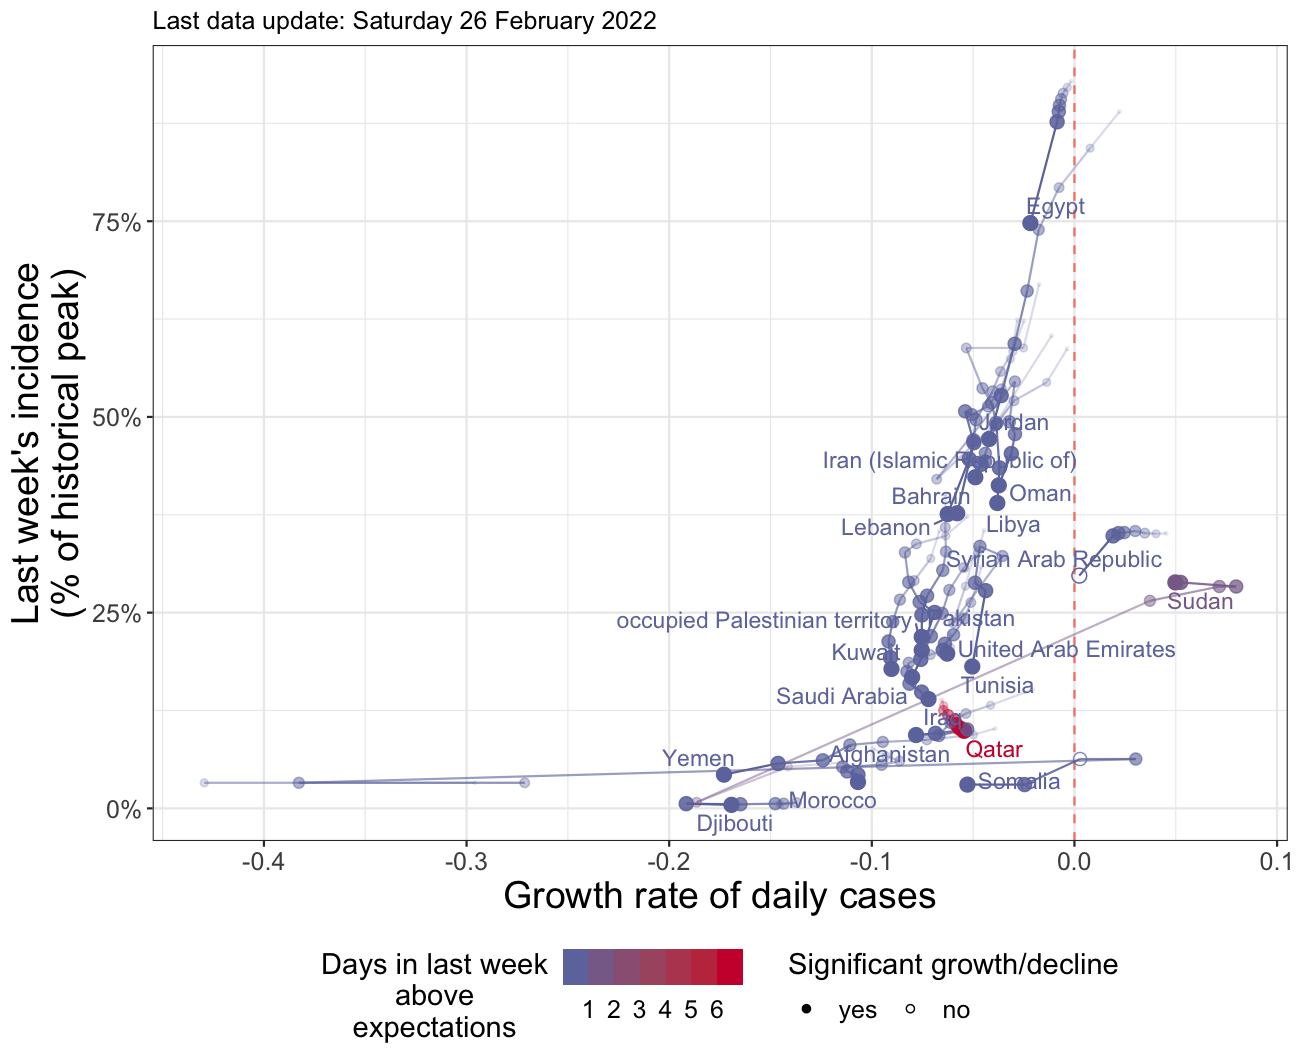 Last data update: Saturday 26 February 2022
Last week's incidence
(% of historical peak)
75%
50%
25%
0%
Egypt
Jordan
Iran (Islamic Republic of)
Bahrain
Oman
Lebanon
Libya
Syrian Arab Republic
Sudan
occupied Palestinian territory
Pakistan
Kuwait
United Arab Emirates
Tunisia
Saudi Arabia
Iraq
Qatar
Yemen
Afghanistan
Somalia
Morocco
Djibouti
-0.4
-0.3
-0.2
-0.1
0.0
0.1
Growth rate of daily cases
Days in last week
above
expectations
1 2 3 4 5 6
Significant growth/decline
yes
no